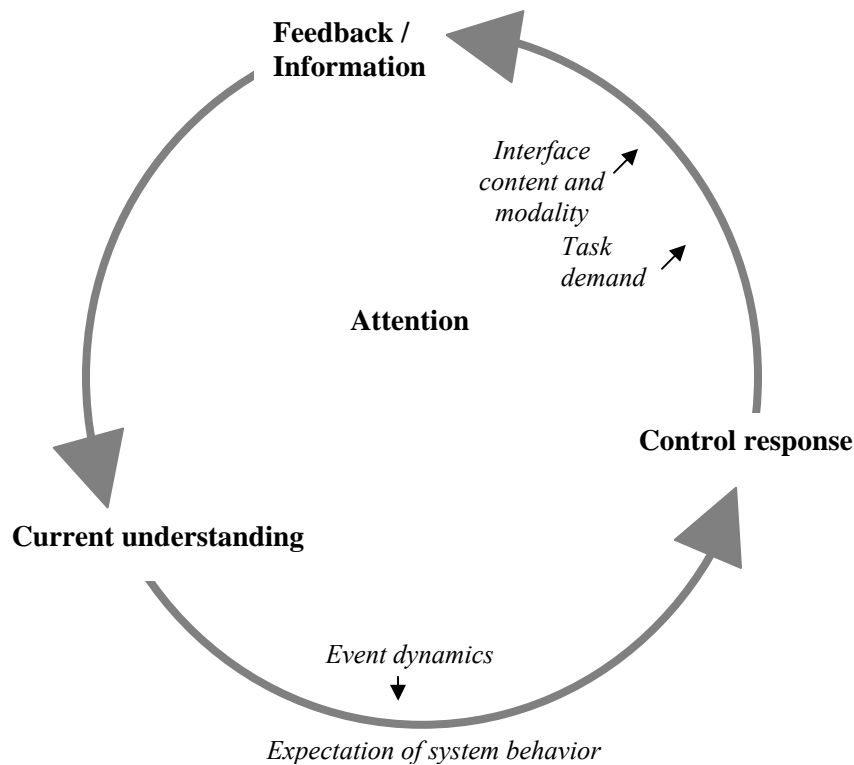 Feedback /
Information
Interface
content and
modality
Task
demand
Attention
Control response
Current understanding
Event dynamics
Expectation of system behavior